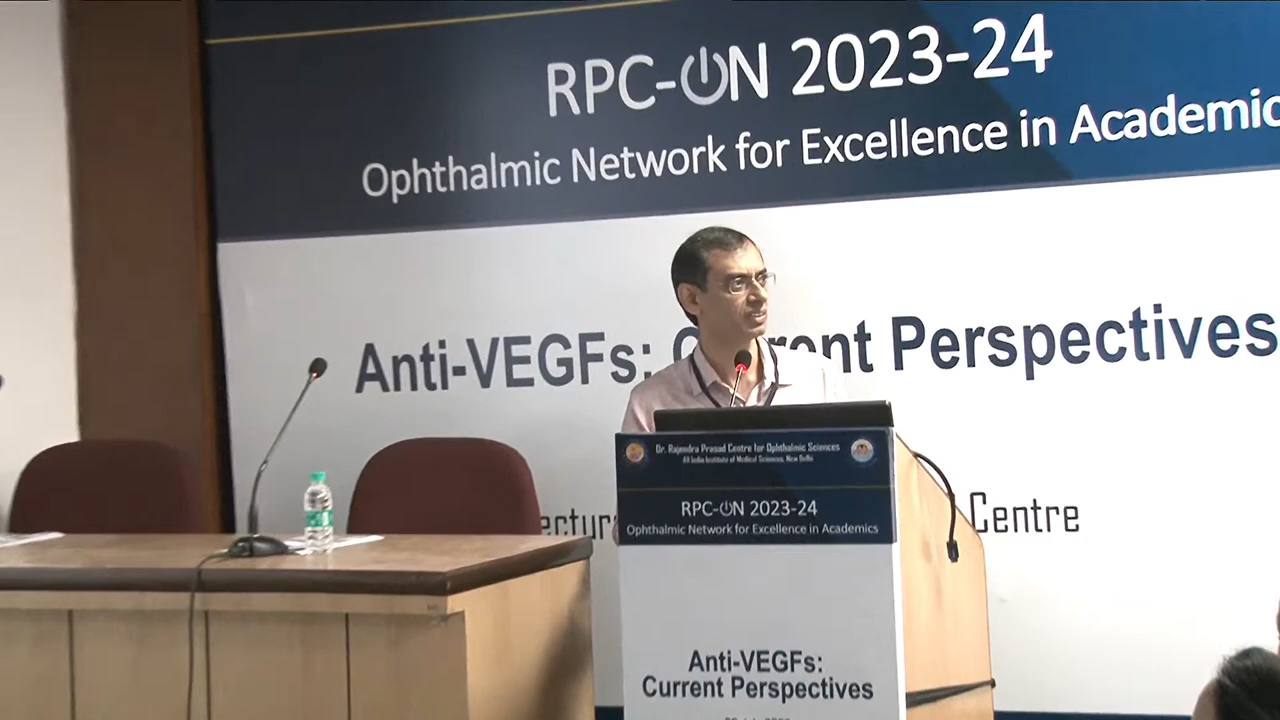 RPC-ON 2023-24
Ophthalmic Network for Excellence in Academic
Anti-VEGFs: Current Perspectives
Centre
Dr. Rajendra Prasad Centre for Ophthalmic Sciences
All India Institute of Medical Sciences, New Delhi
RPC-ON 2023-24
Ophthalmic Network for Excellence in Academics
Anti-VEGFs:
Current Perspectives